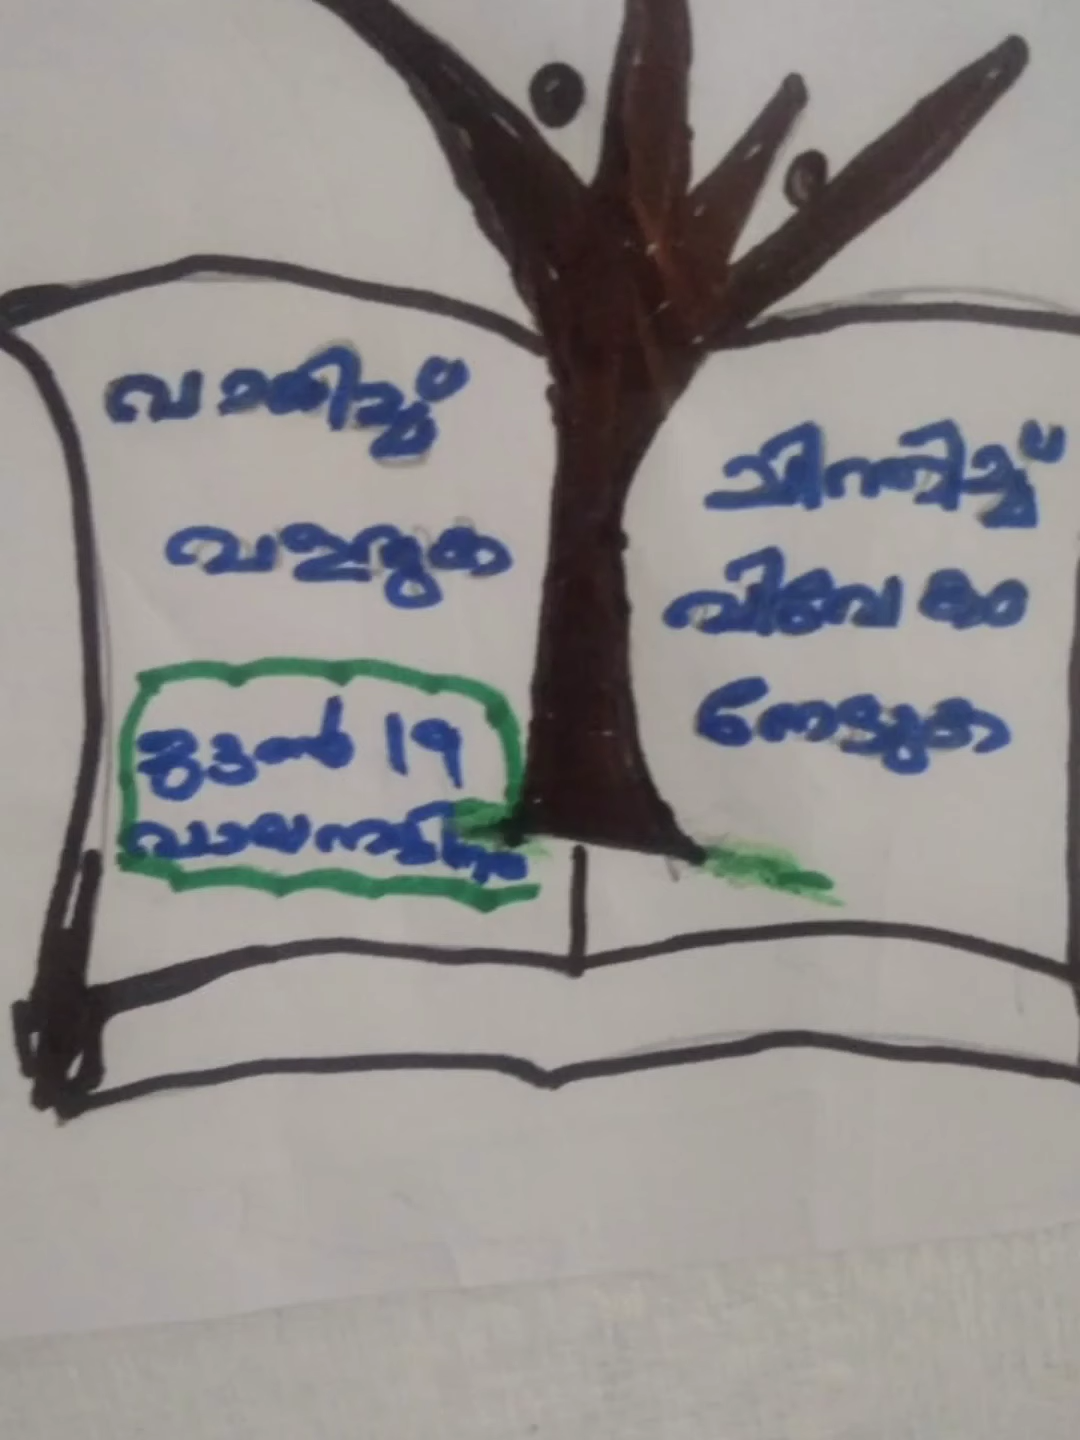 വായിച്ചു്
വളരുക
ജൂൺ 19
വായനാദിനം
ചിന്തിച്ച്
വിവേകം
നേടുക